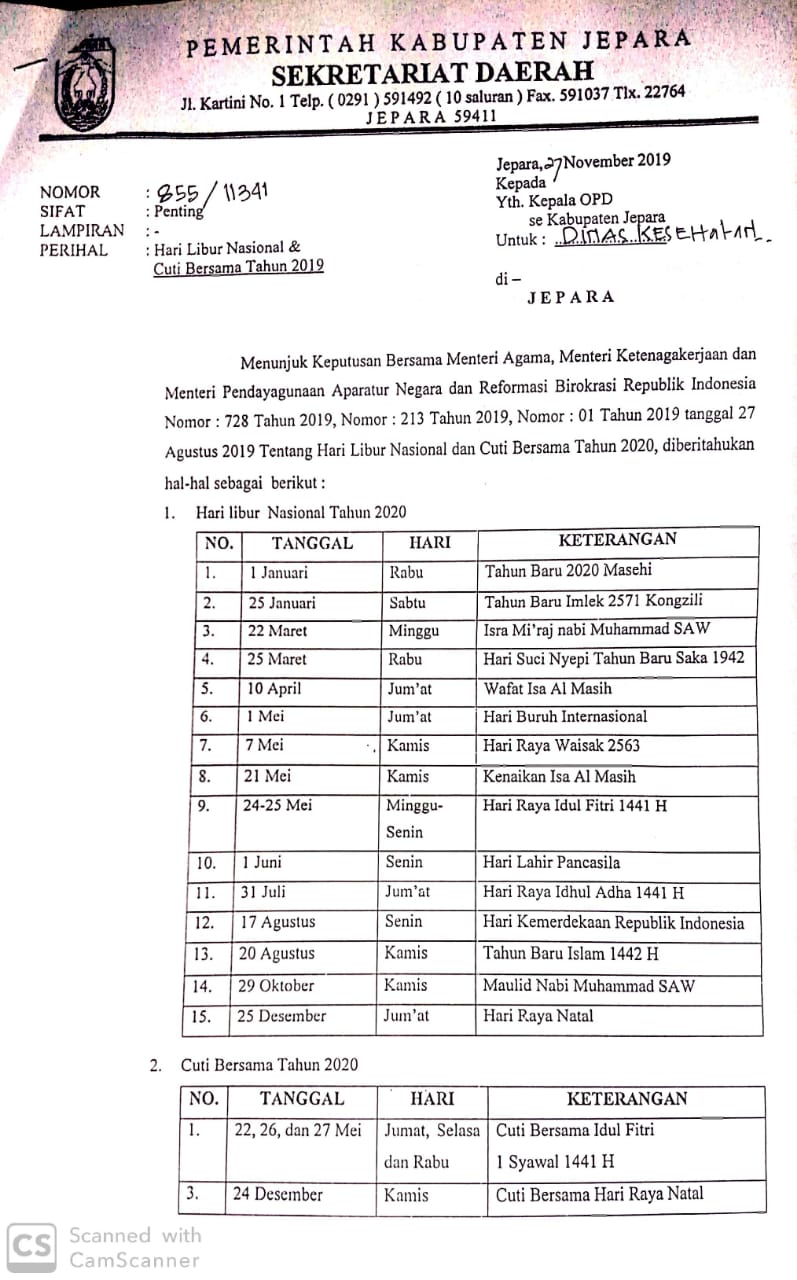 PEMERINTAH KABUPATEN JEPARA
SEKRETARIAT DAERAH
Jl. Kartini No. 1 Telp. ( 0291 ) 591492 ( 10 saluran ) Fax. 591037 Tlx. 22764
JEPARA 59411
Jepara, 27 November 2019
Kepada
Yth. Kepala OPD
se Kabupaten Jepara
Untuk : ..DINAS..KESEHATAN.
di –
JEPARA
NOMOR : 855 / 11341
SIFAT : Penting
LAMPIRAN : -
PERIHAL : Hari Libur Nasional &
Cuti Bersama Tahun 2019
Menunjuk Keputusan Bersama Menteri Agama, Menteri Ketenagakerjaan dan
Menteri Pendayagunaan Aparatur Negara dan Reformasi Birokrasi Republik Indonesia
Nomor : 728 Tahun 2019, Nomor : 213 Tahun 2019, Nomor : 01 Tahun 2019 tanggal 27
Agustus 2019 Tentang Hari Libur Nasional dan Cuti Bersama Tahun 2020, diberitahukan
hal-hal sebagai berikut :
1. Hari libur Nasional Tahun 2020
NO. TANGGAL HARI KETERANGAN
1. 1 Januari Rabu Tahun Baru 2020 Masehi
2. 25 Januari Sabtu Tahun Baru Imlek 2571 Kongzili
3. 22 Maret Minggu Isra Mi'raj nabi Muhammad SAW
4. 25 Maret Rabu Hari Suci Nyepi Tahun Baru Saka 1942
5. 10 April Jum'at Wafat Isa Al Masih
6. 1 Mei Jum'at Hari Buruh Internasional
7. 7 Mei Kamis Hari Raya Waisak 2563
8. 21 Mei Kamis Kenaikan Isa Al Masih
9. 24-25 Mei Minggu- Hari Raya Idul Fitri 1441 H
Senin
10. 1 Juni Senin Hari Lahir Pancasila
11. 31 Juli Jum'at Hari Raya Idhul Adha 1441 H
12. 17 Agustus Senin Hari Kemerdekaan Republik Indonesia
13. 20 Agustus Kamis Tahun Baru Islam 1442 H
14. 29 Oktober Kamis Maulid Nabi Muhammad SAW
15. 25 Desember Jum'at Hari Raya Natal
2. Cuti Bersama Tahun 2020
NO. TANGGAL HARI KETERANGAN
1. 22, 26, dan 27 Mei Jumat, Selasa Cuti Bersama Idul Fitri
dan Rabu 1 Syawal 1441 H
3. 24 Desember Kamis Cuti Bersama Hari Raya Natal
CS Scanned with
CamScanner